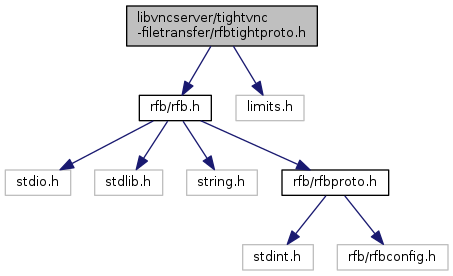 libvncserver/tightvnc
-filetransfer/rfbtightproto.h
rfb/rfb.h
limits.h
stdio.h
stdlib.h
string.h
rfb/rfbproto.h
stdint.h
rfb/rfbconfig.h